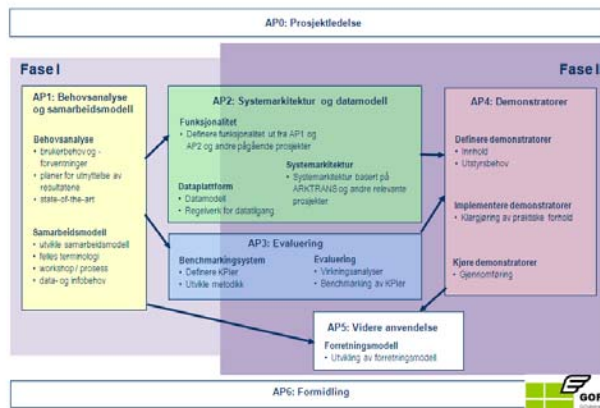 AP0: Prosjektledelse
Fase I
Fase I
AP1: Behovsanalyse
og samarbeidsmodell
Behovsanalyse
• brukerbehov og -
forventninger
• planer for utnyttelse av
resultatene
• state-of-the-art
Samarbeidsmodell
• utvikle samarbeidsmodell
• felles terminologi
• workshop / prosess
• data- og infobehov
AP2: Systemarkitektur og datamodell
Funksjonalitet
• Definere funksjonalitet ut fra AP1 og
AP2 og andre pågående
prosjekter
Systemarkitektur
• Systemarkitektur basert på
ARKTRANS og andre relevante
prosjekter
Dataplattform
• Datamodell
• Regelverk for datatilgang
AP3: Evaluering
Benchmarkingsystem
• Definere KPIer
• Utvikle metodikk
Evaluering
• Virkningsanalyser
• Benchmarking av KPIer
AP4: Demonstratorer
Definere demonstratorer
• Innhold
• Utstyrsbehov
Implementere demonstratorer
• Klargjøring av praktiske forhold
Kjøre demonstratorer
• Gjennomføring
AP5: Videre anvendelse
Forretningsmodell
• Utvikling av forretningsmodell
AP6: Formidling
GOF